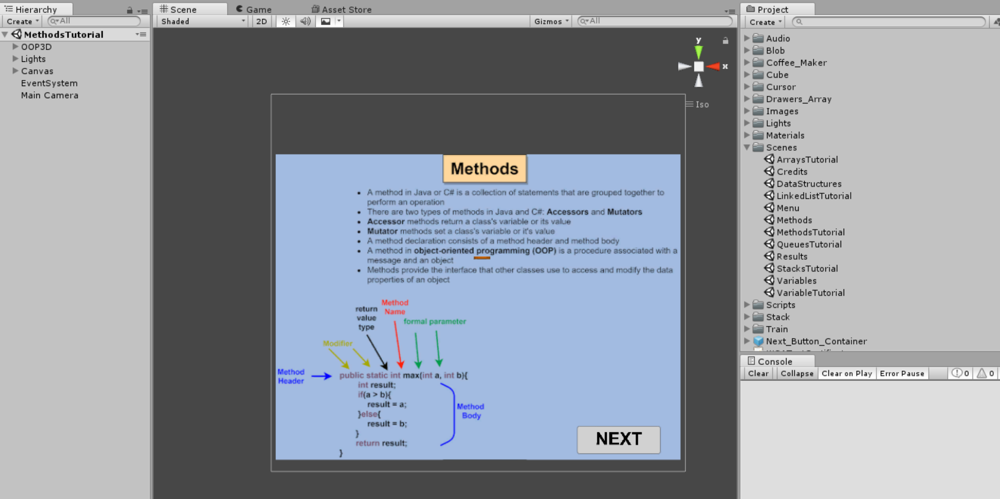 Hierarchy
Create
All
MethodsTutorial
OOP3D
Lights
Canvas
EventSystem
Main Camera
Scene
Game
Asset Store
Shaded
2D
Gizmos
All
y
x
Iso
Methods
• A method in Java or C# is a collection of statements that are grouped together to
perform an operation
• There are two types of methods in Java and C#: Accessors and Mutators
• Accessor methods return a class's variable or its value
• Mutator methods set a class's variable or it's value
• A method declaration consists of a method header and method body
• A method in object-oriented programming (OOP) is a procedure associated with a
message and an object
• Methods provide the interface that other classes use to access and modify the data
properties of an object
Method
Name
return
value
type
formal parameter
Modifier
Method
Header
public static int max(int a, int b){
int result;
if(a > b){
result = a;
}else{
result = b;
}
return result;
}
Method
Body
NEXT
Project
Create
Audio
Blob
Coffee_Maker
Cube
Cursor
Drawers_Array
Images
Lights
Materials
Scenes
ArraysTutorial
Credits
DataStructures
LinkedListTutorial
Menu
Methods
MethodsTutorial
QueuesTutorial
Results
StacksTutorial
Variables
VariableTutorial
Scripts
Stack
Train
Next_Button_Container
Console
Clear
Collapse
Clear on Play
Error Pause
0
0